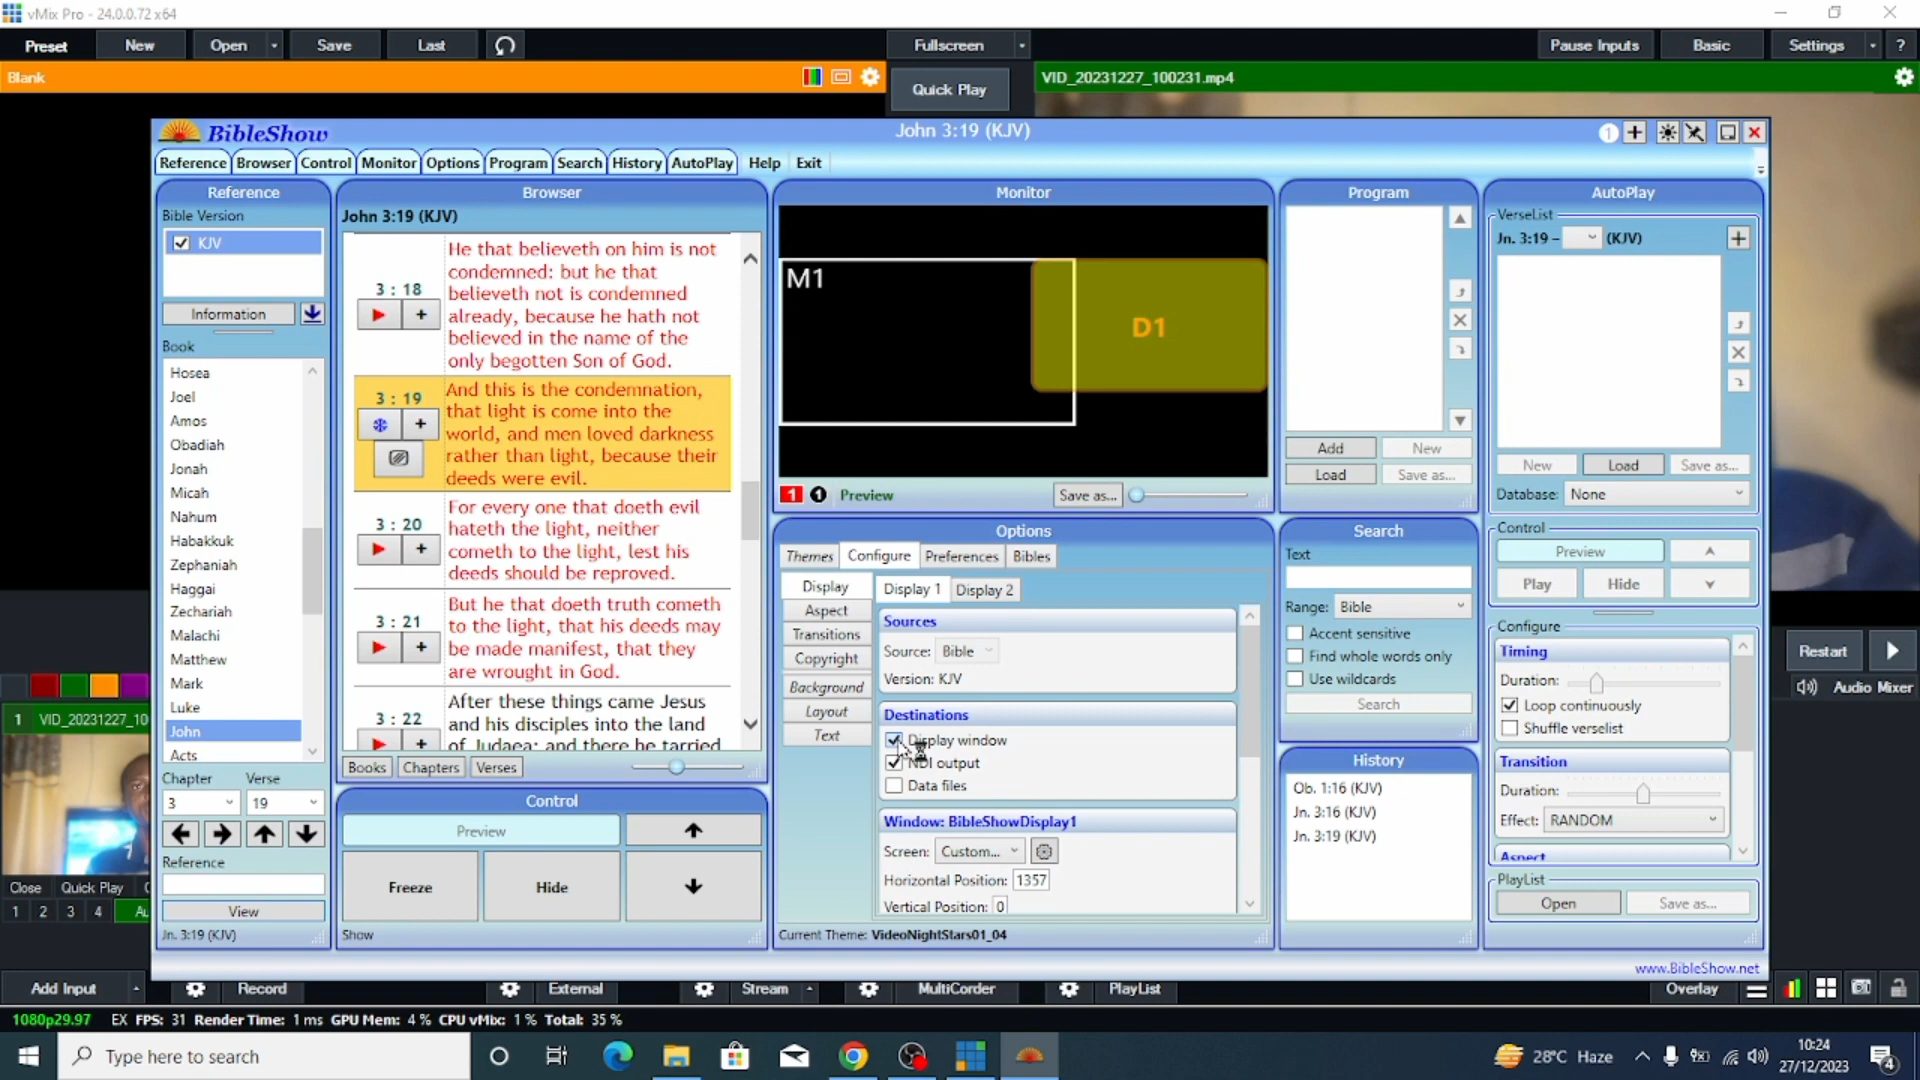 vMix Pro - 24.0.0.72 x64
Preset
New
Open
Save
Last
Fullscreen
Pause Inputs
Basic
Settings
?
Blank
Quick Play
VID_20231227_100231.mp4
BibleShow
John 3:19 (KJV)
1
Reference
Browser
Control
Monitor
Options
Program
Search
History
AutoPlay
Help
Exit
Reference
Bible Version
KJV
Information
Book
Hosea
Joel
Amos
Obadiah
Jonah
Micah
Nahum
Habakkuk
Zephaniah
Haggai
Zechariah
Malachi
Matthew
Mark
Luke
John
Acts
Chapter
Verse
3
19
Reference
View
Jn. 3:19 (KJV)
Browser
John 3:19 (KJV)
3 : 18
He that believeth on him is not
condemned: but he that
believeth not is condemned
already, because he hath not
believed in the name of the
only begotten Son of God.
3 : 19
And this is the condemnation,
that light is come into the
world, and men loved darkness
rather than light, because their
deeds were evil.
3 : 20
For every one that doeth evil
hateth the light, neither
cometh to the light, lest his
deeds should be reproved.
3 : 21
But he that doeth truth cometh
to the light, that his deeds may
be made manifest, that they
are wrought in God.
3 : 22
After these things came Jesus
and his disciples into the land
of Judaea; and there he tarried
Books
Chapters
Verses
Control
Preview
Freeze
Hide
Show
Monitor
M1
D1
1
1
Preview
Save as...
Options
Themes
Configure
Preferences
Bibles
Display
Aspect
Transitions
Copyright
Background
Layout
Text
Display 1
Display 2
Sources
Source: Bible
Version: KJV
Destinations
Display window
NDI output
Data files
Window: BibleShowDisplay1
Screen: Custom...
Horizontal Position: 1357
Vertical Position: 0
Current Theme: VideoNightStars01_04
Program
Add
New
Load
Save as...
Search
Text
Range: Bible
Accent sensitive
Find whole words only
Use wildcards
Search
History
Ob. 1:16 (KJV)
Jn. 3:16 (KJV)
Jn. 3:19 (KJV)
AutoPlay
VerseList
Jn. 3:19 – (KJV)
New
Load
Save as...
Database: None
Control
Preview
Play
Hide
Configure
Timing
Duration:
Loop continuously
Shuffle verselist
Transition
Duration:
Effect: RANDOM
Aspect
PlayList
Open
Save as...
www.BibleShow.net
Restart
Audio Mixer
1 VID_20231227_10
Close
Quick Play
1 2 3 4
Add Input
Record
External
Stream
MultiCorder
PlayList
Overlay
1080p29.97 EX FPS: 31 Render Time: 1 ms GPU Mem: 4 % CPU vMix: 1 % Total: 35 %
Type here to search
28°C Haze
10:24
27/12/2023
4